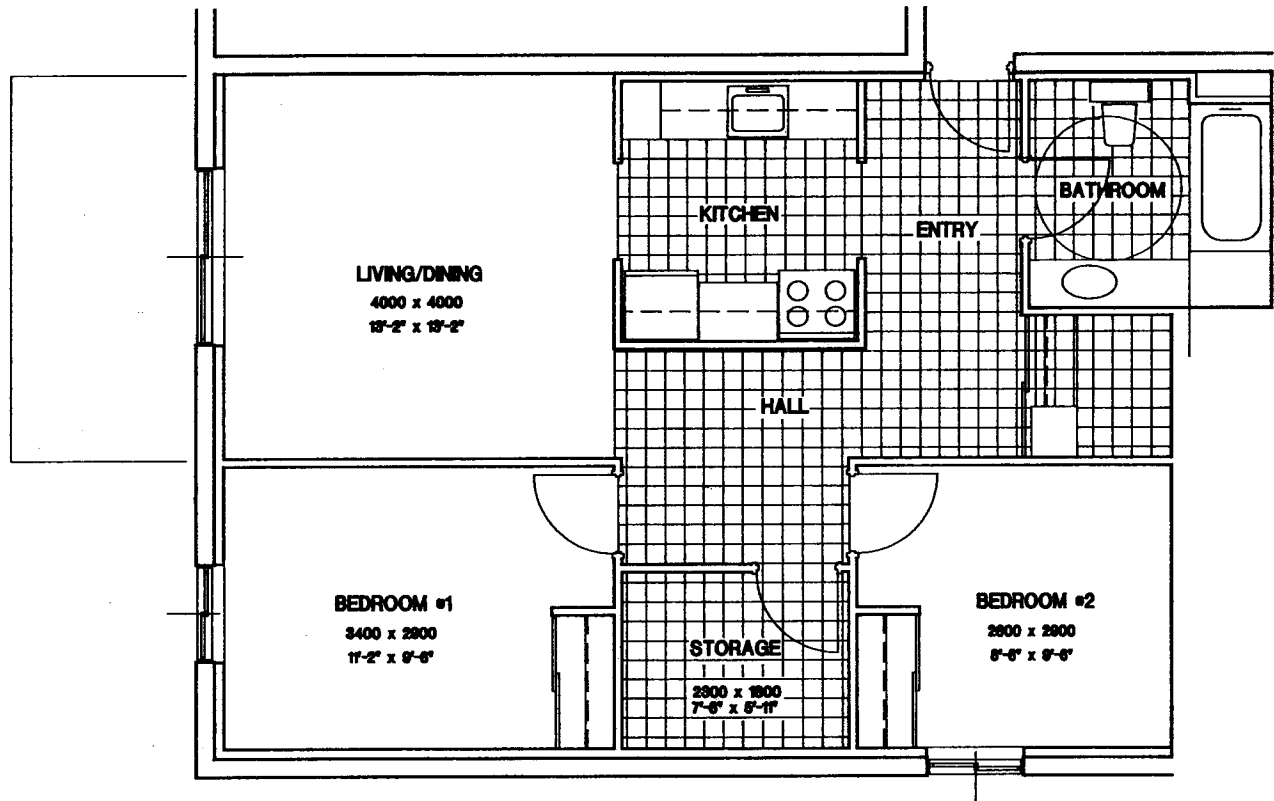 KITCHEN
BATHROOM
ENTRY
LIVING/DINING
4000 x 4000
13'-2" x 13'-2"
HALL
BEDROOM #1
3400 x 2900
11'-2" x 9'-6"
BEDROOM #2
2600 x 2900
8'-6" x 9'-6"
STORAGE
2300 x 1800
7'-6" x 5'-11"